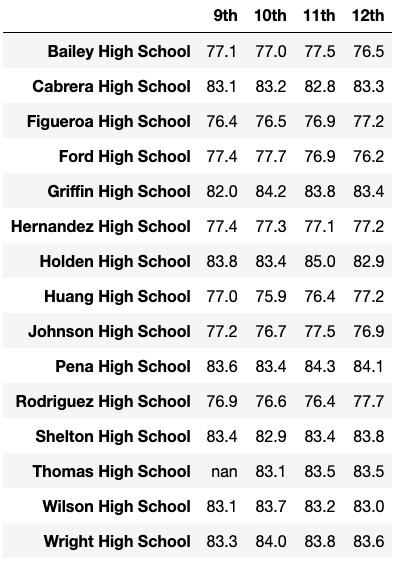 9th 10th 11th 12th
Bailey High School 77.1 77.0 77.5 76.5
Cabrera High School 83.1 83.2 82.8 83.3
Figueroa High School 76.4 76.5 76.9 77.2
Ford High School 77.4 77.7 76.9 76.2
Griffin High School 82.0 84.2 83.8 83.4
Hernandez High School 77.4 77.3 77.1 77.2
Holden High School 83.8 83.4 85.0 82.9
Huang High School 77.0 75.9 76.4 77.2
Johnson High School 77.2 76.7 77.5 76.9
Pena High School 83.6 83.4 84.3 84.1
Rodriguez High School 76.9 76.6 76.4 77.7
Shelton High School 83.4 82.9 83.4 83.8
Thomas High School nan 83.1 83.5 83.5
Wilson High School 83.1 83.7 83.2 83.0
Wright High School 83.3 84.0 83.8 83.6